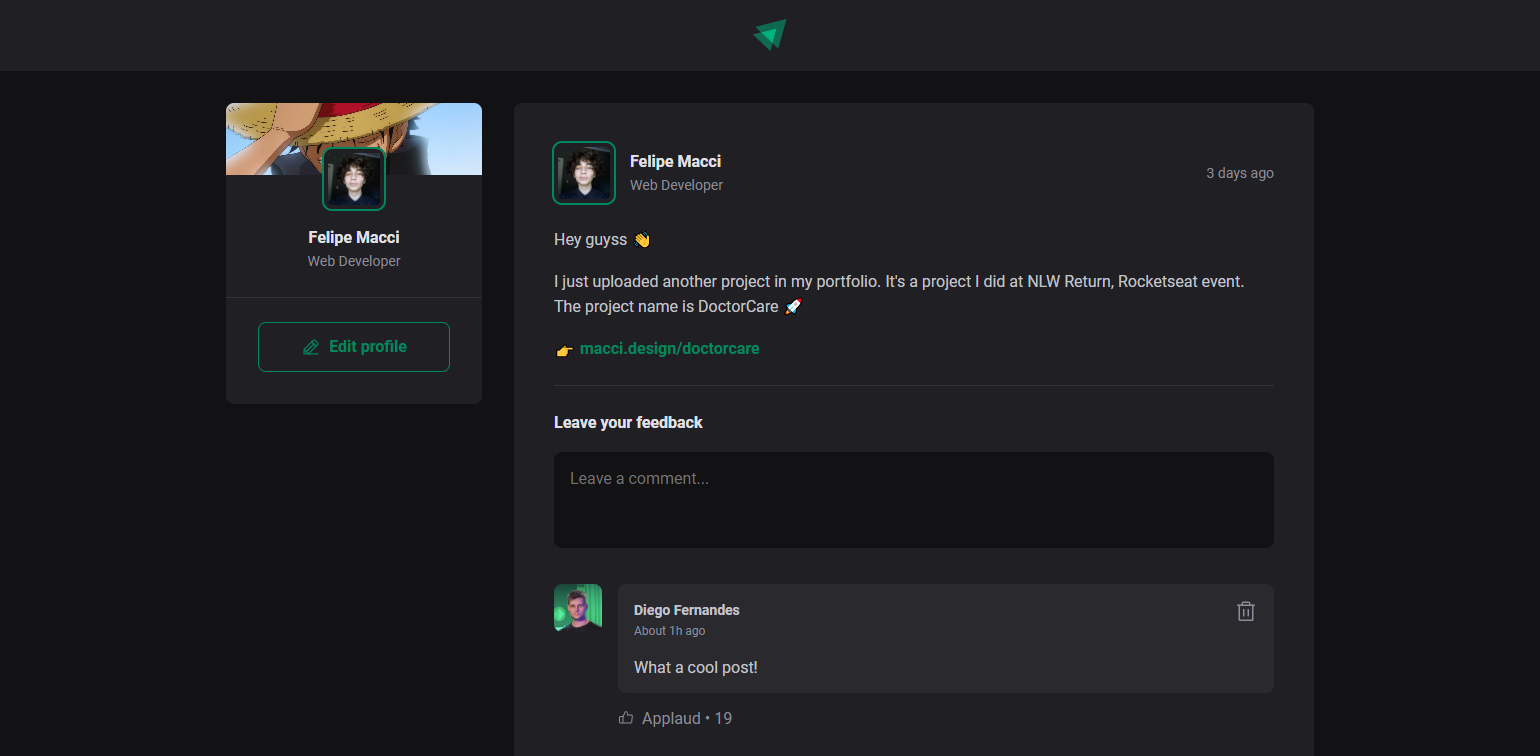 Felipe Macci
Web Developer
Edit profile
Felipe Macci
Web Developer
3 days ago
Hey guyss 👋
I just uploaded another project in my portfolio. It's a project I did at NLW Return, Rocketseat event.
The project name is DoctorCare 🚀
👉 macci.design/doctorcare
Leave your feedback
Leave a comment...
Diego Fernandes
About 1h ago
What a cool post!
Applaud • 19